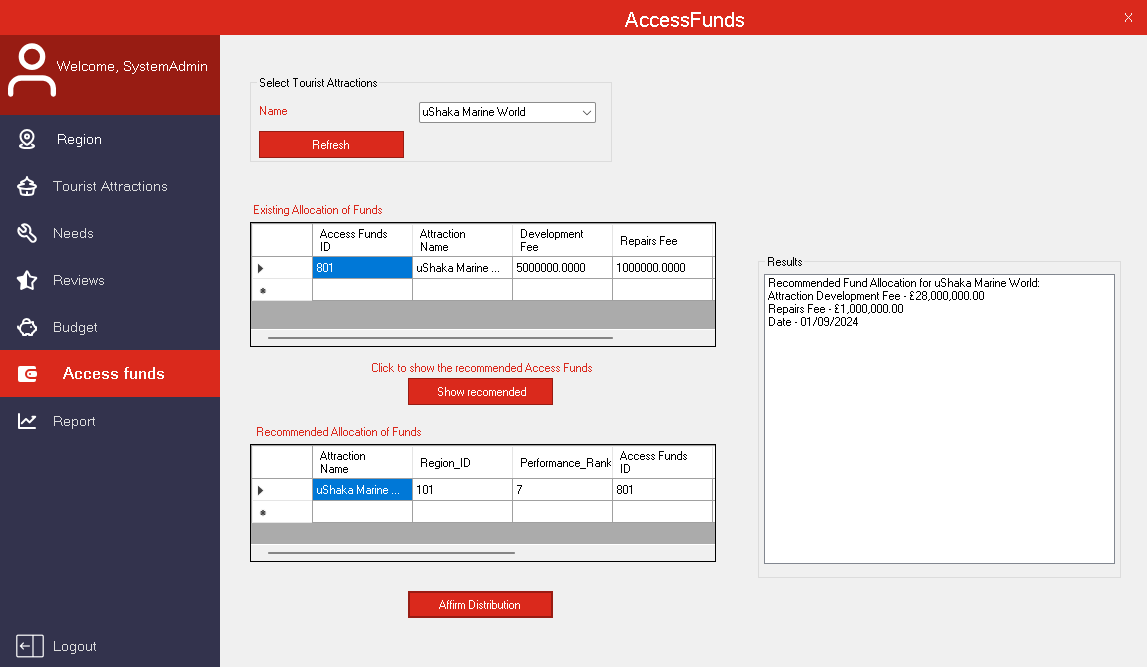 AccessFunds
X
Welcome, SystemAdmin
Region
Tourist Attractions
Needs
Reviews
Budget
Access funds
Report
Logout
Select Tourist Attractions
Name
uShaka Marine World
Refresh
Existing Allocation of Funds
Access Funds ID
Attraction Name
Development Fee
Repairs Fee
801
uShaka Marine ...
5000000.0000
1000000.0000
Click to show the recommended Access Funds
Show recomended
Recommended Allocation of Funds
Attraction Name
Region_ID
Performance_Rank
Access Funds ID
uShaka Marine ...
101
7
801
Affirm Distribution
Results
Recommended Fund Allocation for uShaka Marine World:
Attraction Development Fee - £28,000,000.00
Repairs Fee - £1,000,000.00
Date - 01/09/2024